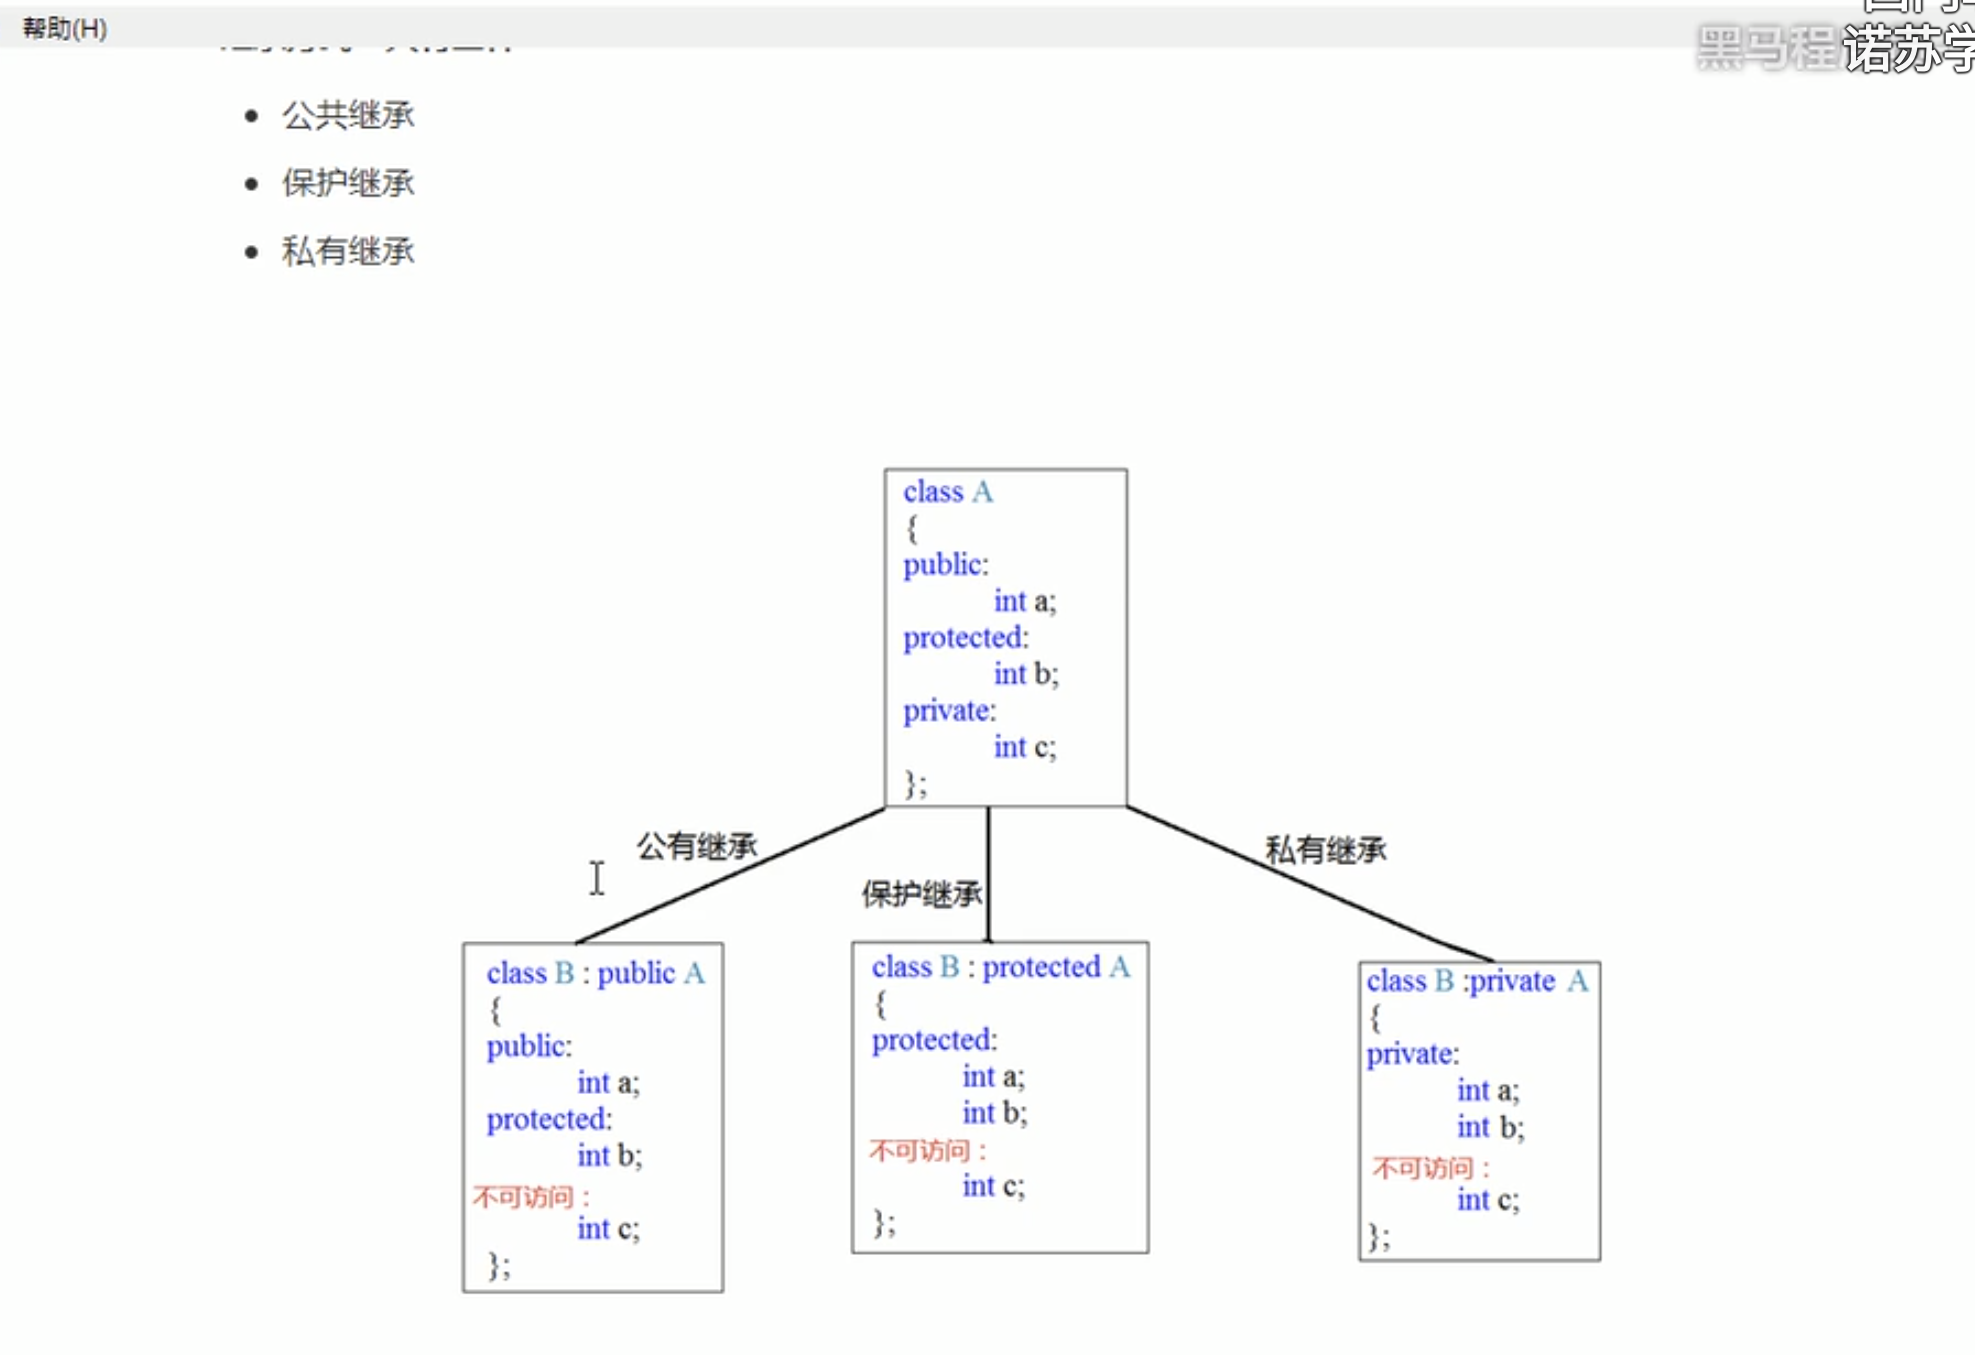 帮助(H)
黑马程
诺苏学
公共继承
保护继承
私有继承
class A
{
public:
int a;
protected:
int b;
private:
int c;
};
公有继承
保护继承
私有继承
class B : public A
{
public:
int a;
protected:
int b;
不可访问：
int c;
};
class B : protected A
{
protected:
int a;
int b;
不可访问：
int c;
};
class B :private A
{
private:
int a;
int b;
不可访问：
int c;
};